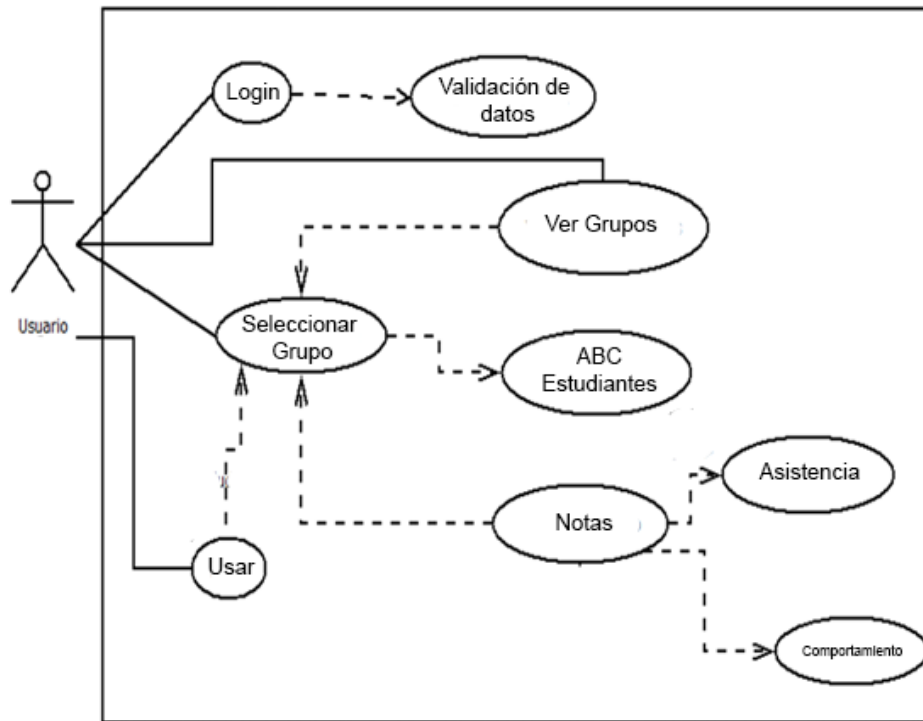 Login
Validación de
datos
Ver Grupos
Usuario
Seleccionar
Grupo
ABC
Estudiantes
Asistencia
Notas
Usar
Comportamiento